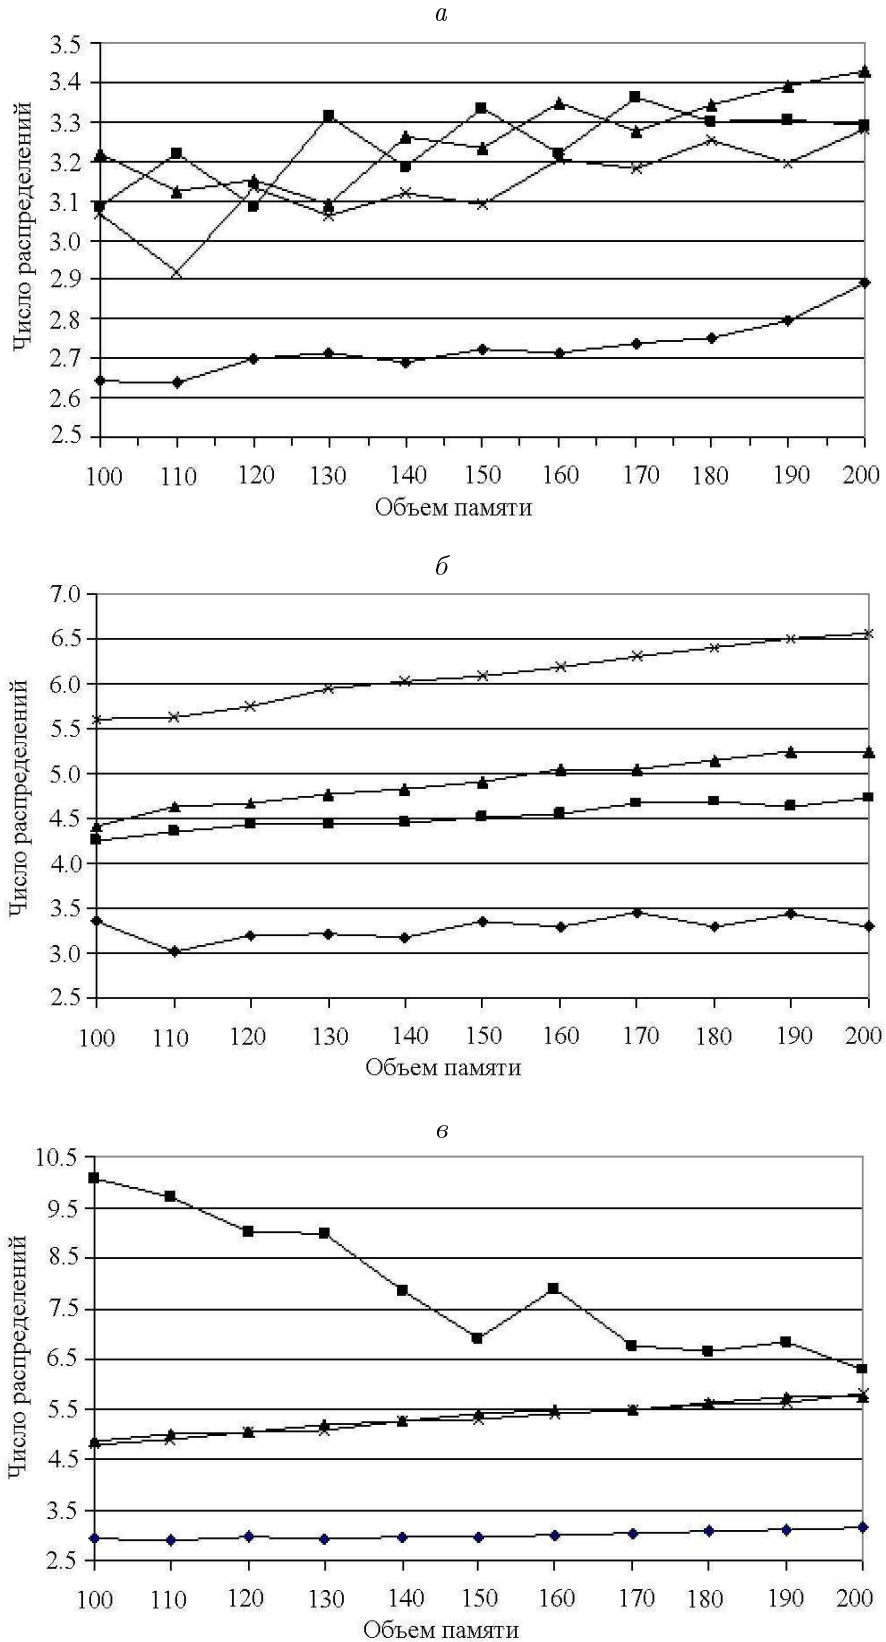 а
3.5
3.4
3.3
3.2
3.1
3.0
2.9
2.8
2.7
2.6
2.5
Число распределений
100 110 120 130 140 150 160 170 180 190 200
Объем памяти
б
7.0
6.5
6.0
5.5
5.0
4.5
4.0
3.5
3.0
2.5
Число распределений
100 110 120 130 140 150 160 170 180 190 200
Объем памяти
в
10.5
9.5
8.5
7.5
6.5
5.5
4.5
3.5
2.5
Число распределений
100 110 120 130 140 150 160 170 180 190 200
Объем памяти